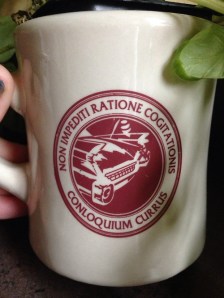 NON IMPEDITI RATIONE COGITATIONIS
CONLOQUIUM CURRUS